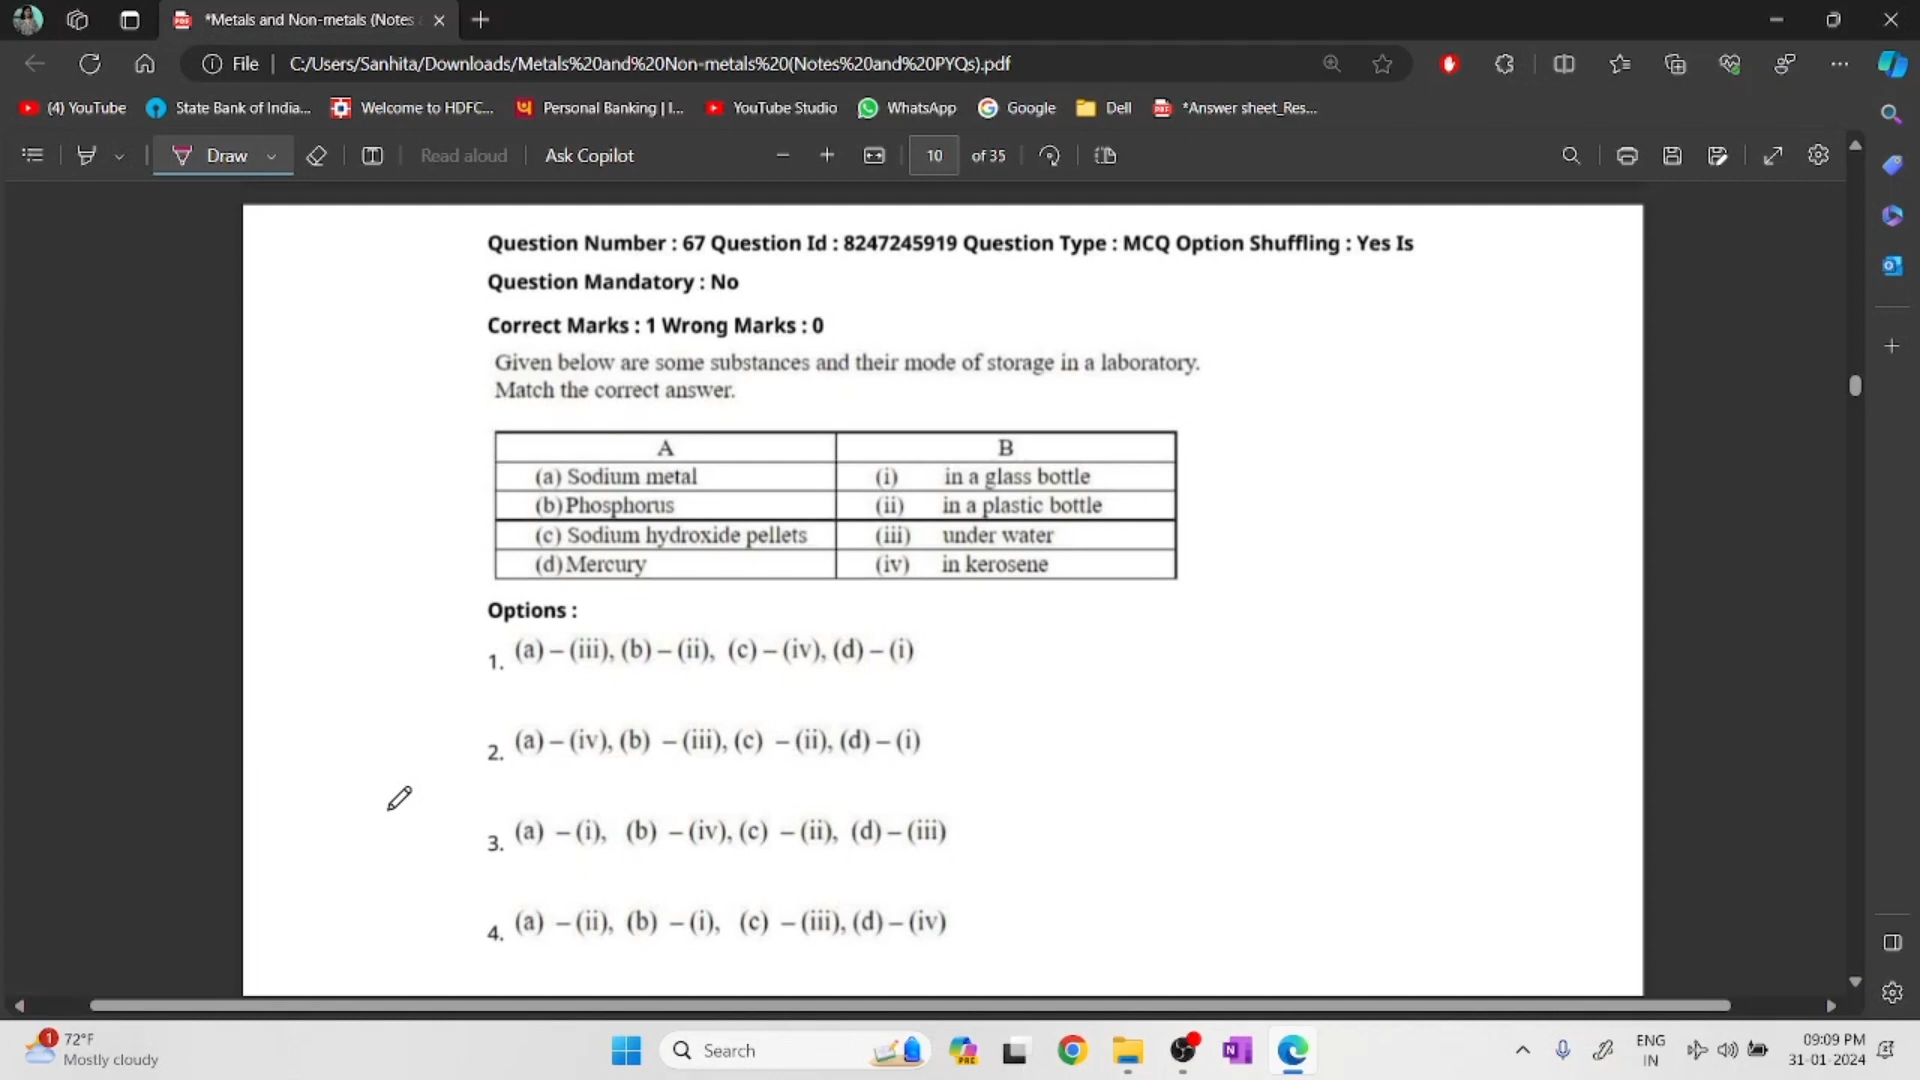 *Metals and Non-metals (Notes a
File
C:/Users/Sanhita/Downloads/Metals%20and%20Non-metals%20(Notes%20and%20PYQs).pdf
(4) YouTube
State Bank of India...
Welcome to HDFC...
Personal Banking | I...
YouTube Studio
WhatsApp
Google
Dell
*Answer sheet_Res...
Draw
Read aloud
Ask Copilot
10 of 35
Question Number : 67 Question Id : 8247245919 Question Type : MCQ Option Shuffling : Yes Is
Question Mandatory : No
Correct Marks : 1 Wrong Marks : 0
Given below are some substances and their mode of storage in a laboratory.
Match the correct answer.
A B
(a) Sodium metal (i) in a glass bottle
(b) Phosphorus (ii) in a plastic bottle
(c) Sodium hydroxide pellets (iii) under water
(d) Mercury (iv) in kerosene
Options :
1. (a) – (iii), (b) – (ii), (c) – (iv), (d) – (i)
2. (a) – (iv), (b) – (iii), (c) – (ii), (d) – (i)
3. (a) – (i), (b) – (iv), (c) – (ii), (d) – (iii)
4. (a) – (ii), (b) – (i), (c) – (iii), (d) – (iv)
1
72°F
Mostly cloudy
Search
PRE
N
ENG
IN
09:09 PM
31-01-2024